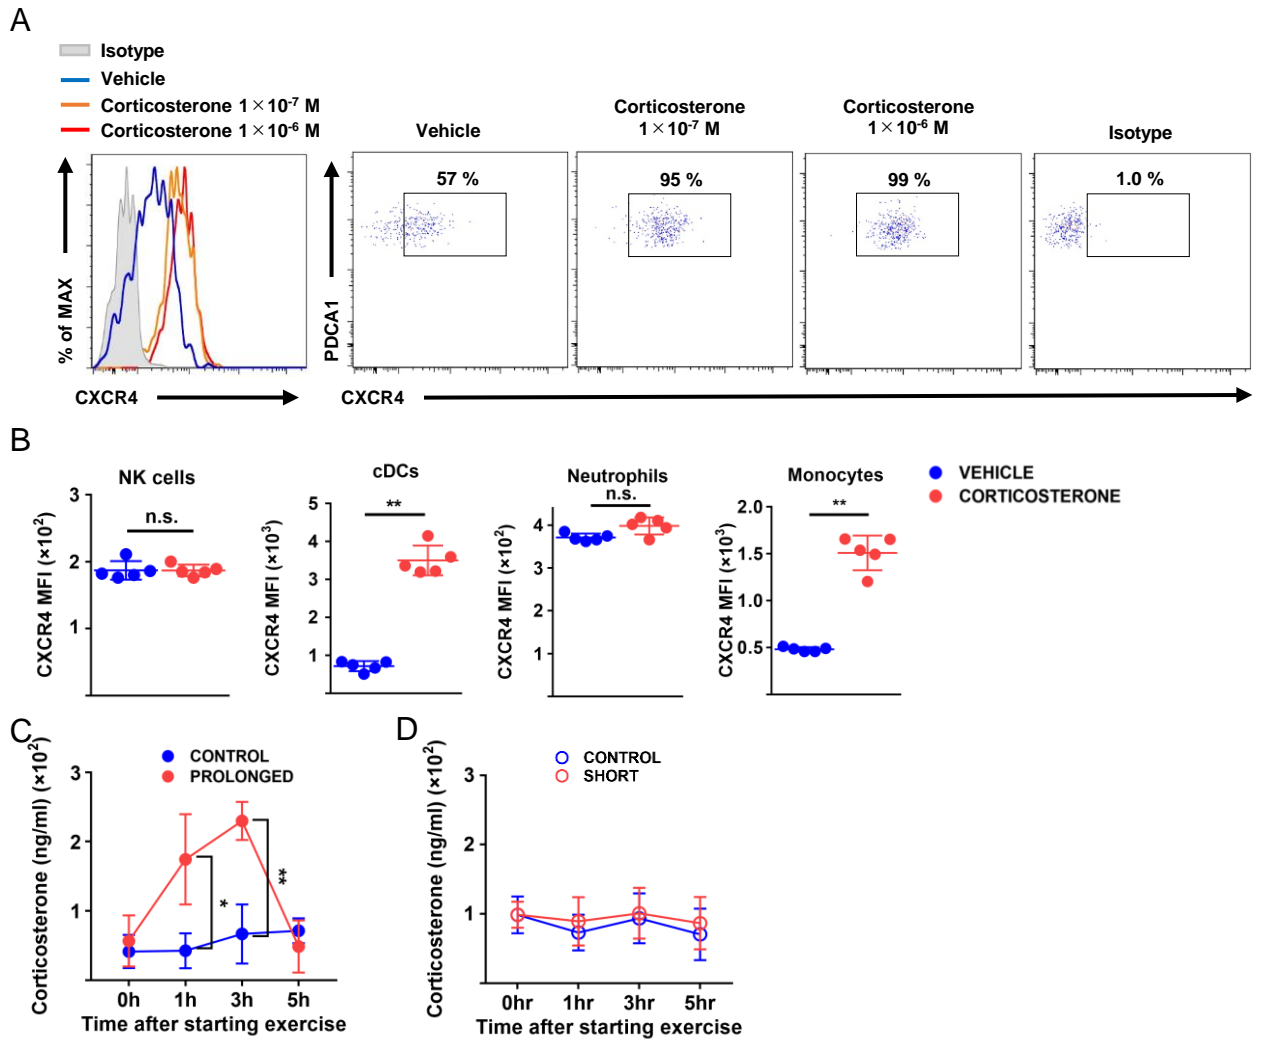 A
Isotype
Vehicle
Corticosterone 1×10-7 M
Corticosterone 1×10-6 M
% of MAX
CXCR4
Vehicle
Corticosterone
1×10-7 M
Corticosterone
1×10-6 M
Isotype
57 %
95 %
99 %
1.0 %
PDCA1
CXCR4
B
NK cells
n.s.
CXCR4 MFI (×102)
3
2
1
cDCs
**
CXCR4 MFI (×103)
5
4
3
2
1
Neutrophils
n.s.
CXCR4 MFI (×102)
4
3
2
1
Monocytes
**
CXCR4 MFI (×103)
2.0
1.5
1.0
0.5
VEHICLE
CORTICOSTERONE
C
CONTROL
PROLONGED
Corticosterone (ng/ml) (×102)
3
2
1
*
**
0h 1h 3h 5h
Time after starting exercise
D
CONTROL
SHORT
Corticosterone (ng/ml) (×102)
3
2
1
0hr 1hr 3hr 5hr
Time after starting exercise